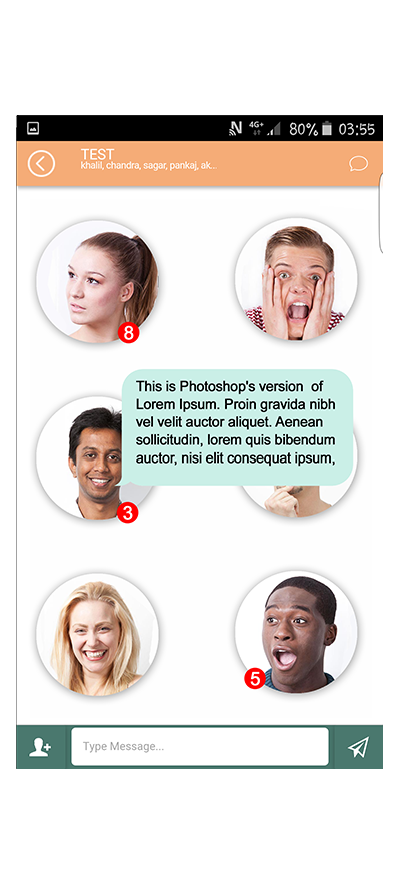 4G+ 80% 03:55
TEST
khalil, chandra, sagar, pankaj, ak..
8
This is Photoshop's version of
Lorem Ipsum. Proin gravida nibh
vel velit auctor aliquet. Aenean
sollicitudin, lorem quis bibendum
auctor, nisi elit consequat ipsum,
3
5
Type Message...